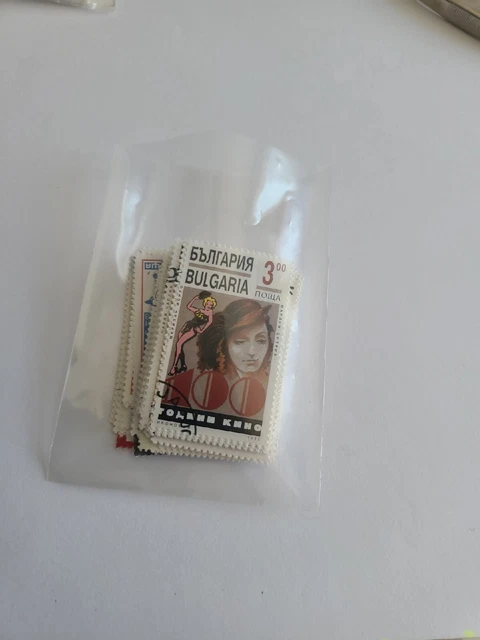 БЪЛГАРИЯ
3 00
BULGARIA
ПОЩА
100
ГОДИНИ КИНО